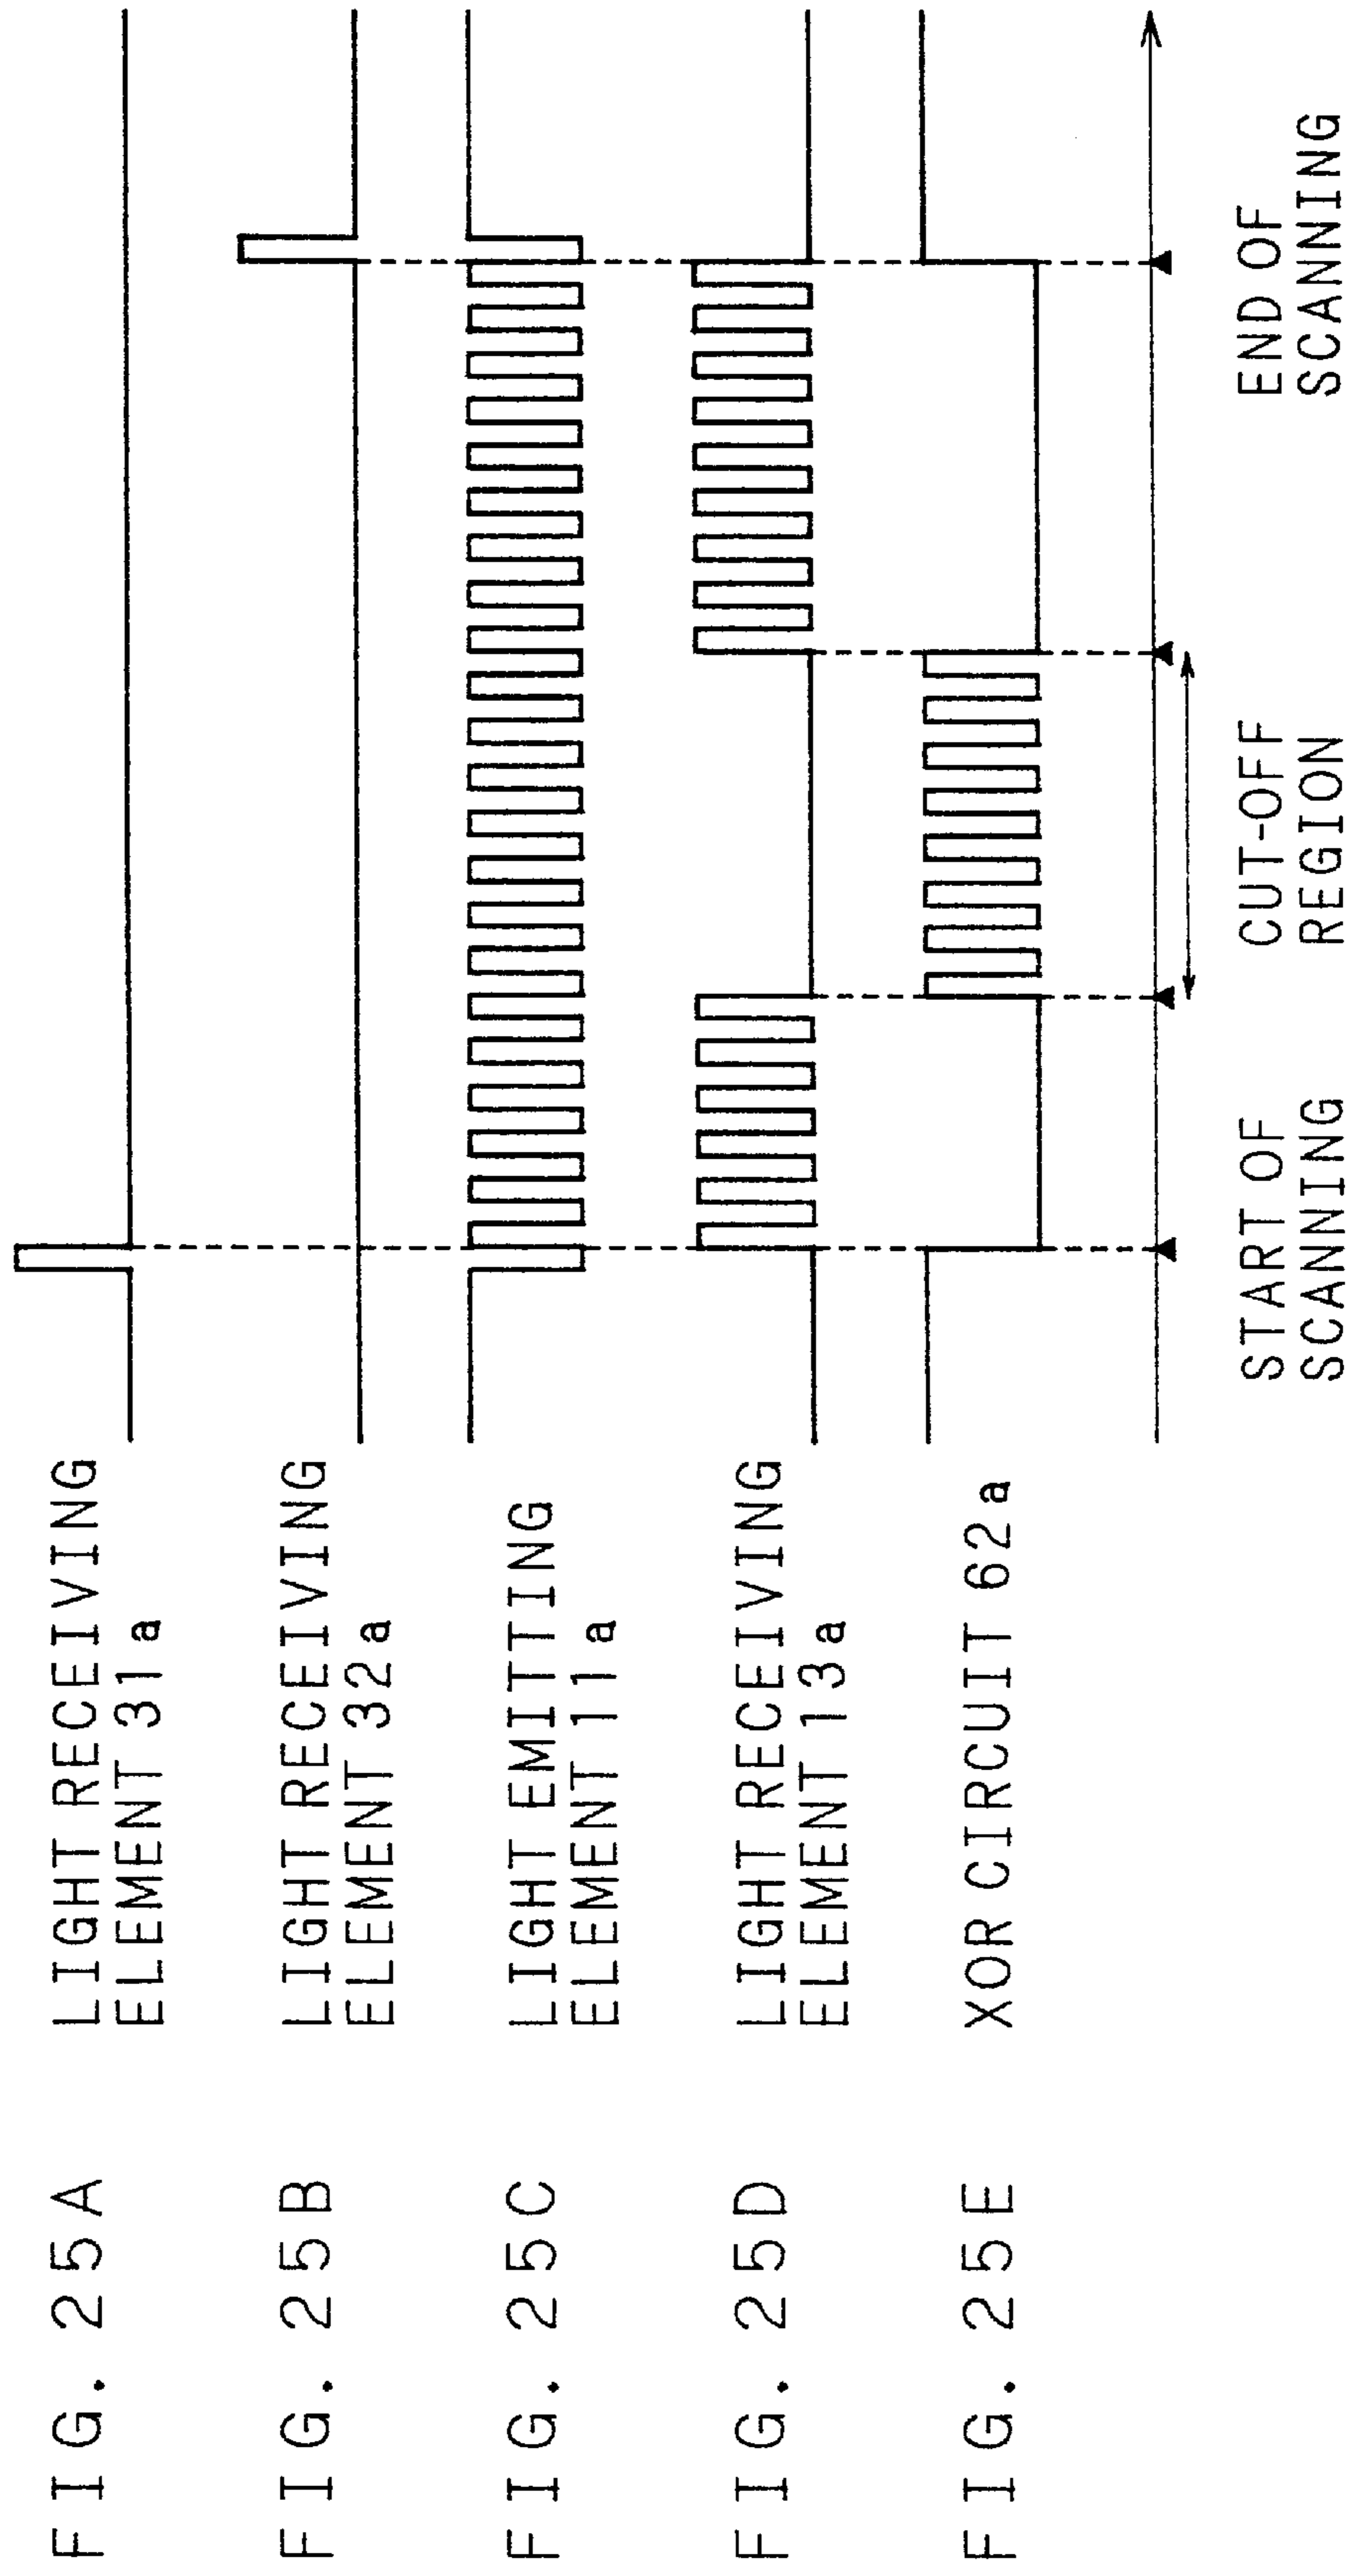 FIG. 25A
LIGHT RECEIVING
ELEMENT 31a
FIG. 25B
LIGHT RECEIVING
ELEMENT 32a
FIG. 25C
LIGHT EMITTING
ELEMENT 11a
FIG. 25D
LIGHT RECEIVING
ELEMENT 13a
FIG. 25E
XOR CIRCUIT 62a
START OF
SCANNING
CUT-OFF
REGION
END OF
SCANNING